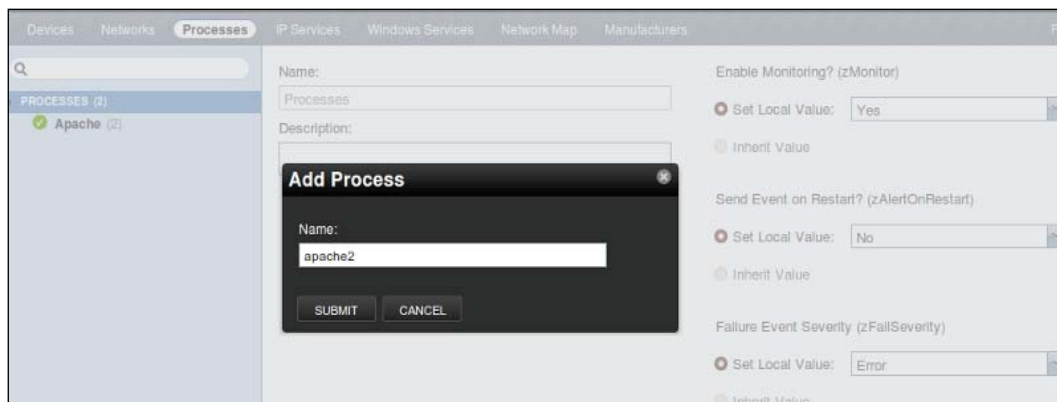 Devices Networks Processes IP Services Windows Services Network Map Manufacturers
PROCESSES (2)
Apache (2)
Name:
Processes
Description:
Add Process
Name:
apache2
SUBMIT CANCEL
Enable Monitoring? (zMonitor)
Set Local Value: Yes
Inherit Value
Send Event on Restart? (zAlertOnRestart)
Set Local Value: No
Inherit Value
Failure Event Severity (zFailSeverity)
Set Local Value: Error
Inherit Value